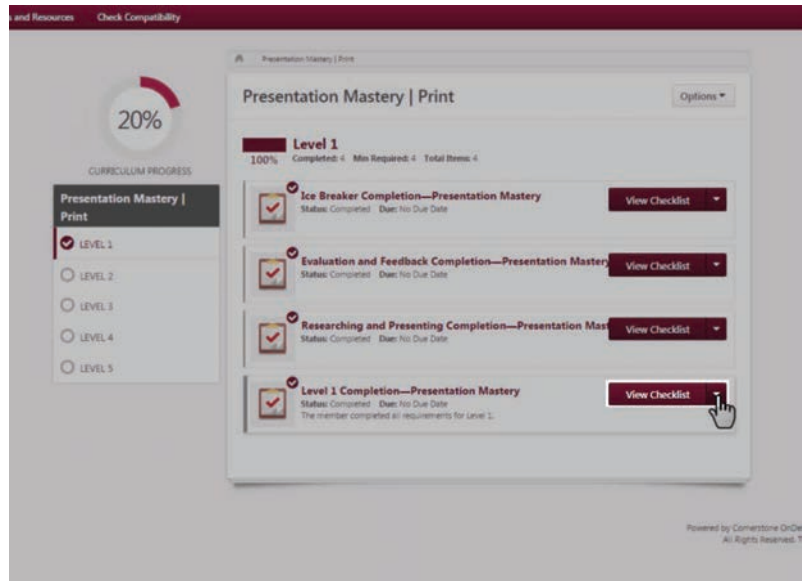 s and Resources Check Compatibility
Presentation Mastery | Print
20%
CURRICULUM PROGRESS
Presentation Mastery |
Print
LEVEL 1
LEVEL 2
LEVEL 3
LEVEL 4
LEVEL 5
Presentation Mastery | Print
Options
Level 1
100% Completed: 4 Min Required: 4 Total Items: 4
Ice Breaker Completion—Presentation Mastery
Status: Completed Due: No Due Date
View Checklist
Evaluation and Feedback Completion—Presentation Mastery
Status: Completed Due: No Due Date
View Checklist
Researching and Presenting Completion—Presentation Mast
Status: Completed Due: No Due Date
View Checklist
Level 1 Completion—Presentation Mastery
Status: Completed Due: No Due Date
The member completed all requirements for Level 1.
View Checklist
Powered by Cornerstone OnDe
All Rights Reserved. T